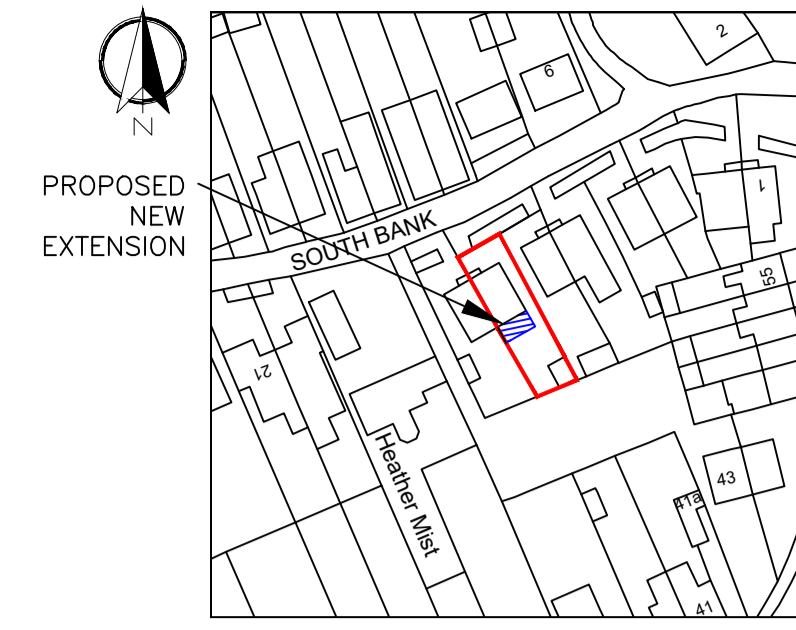 N
PROPOSED
NEW
EXTENSION
2
6
SOUTH BANK
1
55
21
Heather Mist
43
41a
41